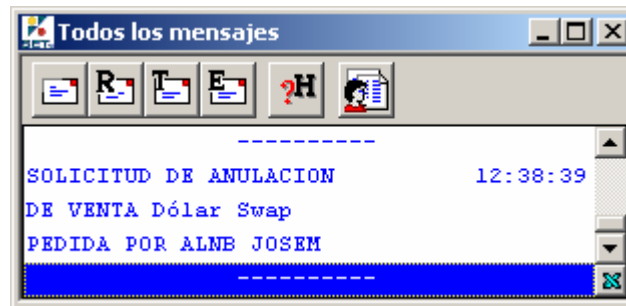 Todos los mensajes
R T E ?H
----------
SOLICITUD DE ANULACION 12:38:39
DE VENTA Dólar Swap
PEDIDA POR ALNB JOSEM
----------